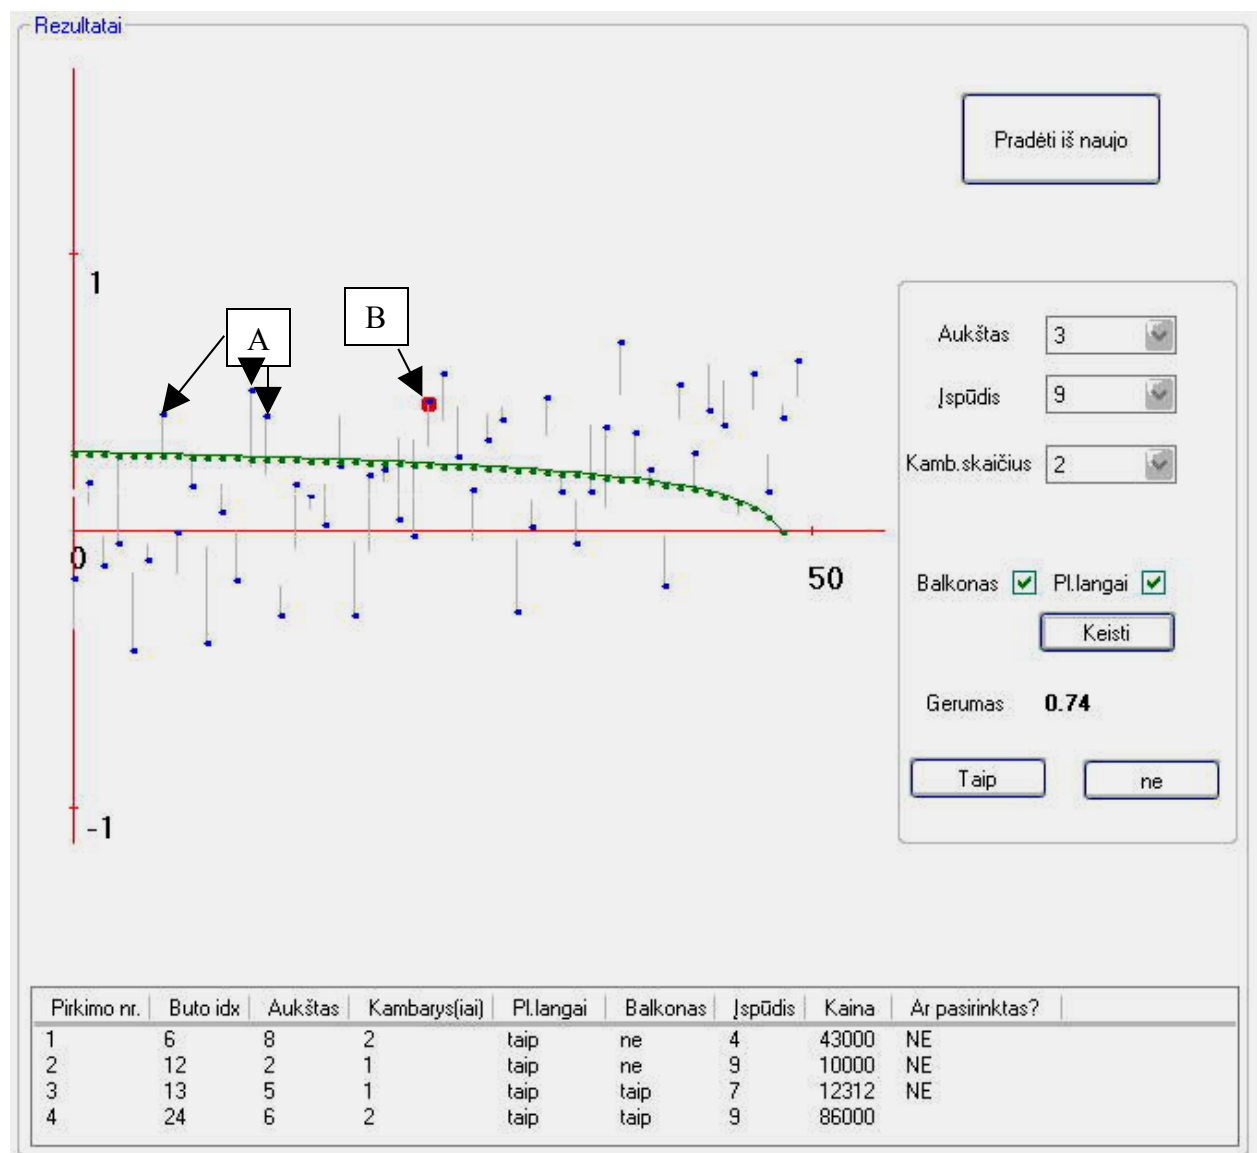 Rezultatai
Pradėti iš naujo
1
A
B
0
50
-1
Aukštas 3
Įspūdis 9
Kamb.skaičius 2
Balkonas Pl.langai
Keisti
Gerumas 0.74
Taip ne
Pirkimo nr. Buto idx Aukštas Kambarys(iai) Pl.langai Balkonas Įspūdis Kaina Ar pasirinktas?
1 6 8 2 taip ne 4 43000 NE
2 12 2 1 taip ne 9 10000 NE
3 13 5 1 taip taip 7 12312 NE
4 24 6 2 taip taip 9 86000